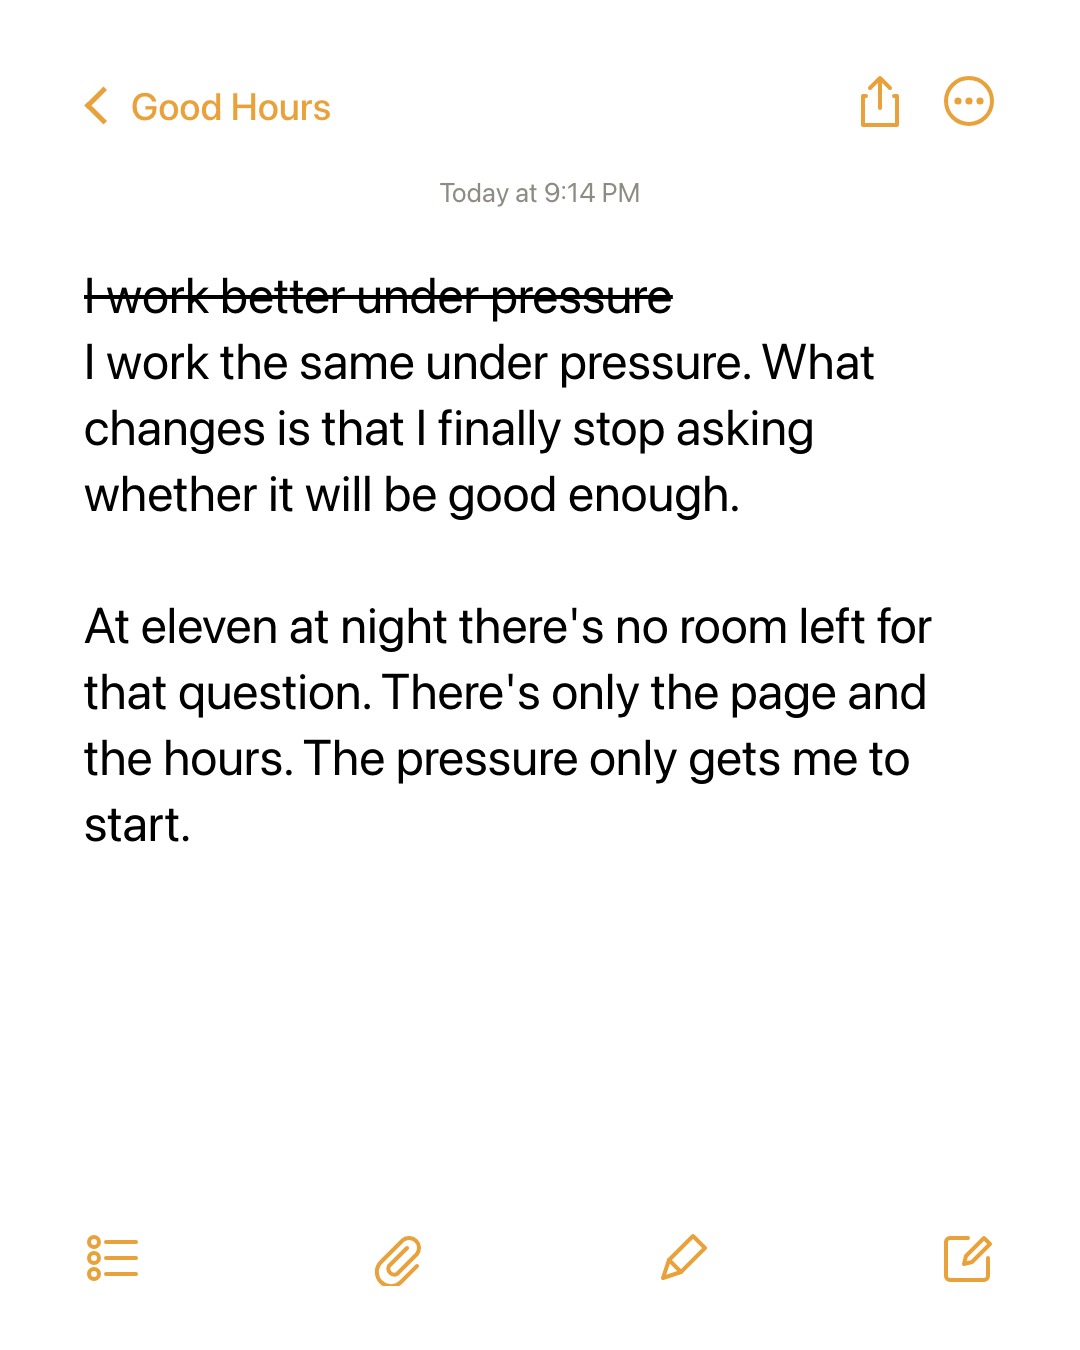 Good Hours
Today at 9:14 PM
I work better under pressure
I work the same under pressure. What
changes is that I finally stop asking
whether it will be good enough.
At eleven at night there's no room left for
that question. There's only the page and
the hours. The pressure only gets me to
start.